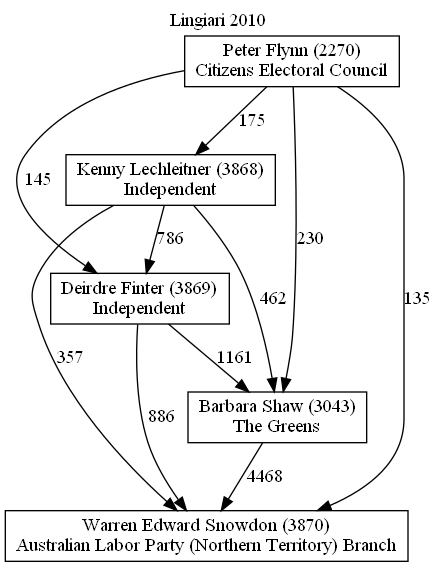 Lingiari 2010
Peter Flynn (2270)
Citizens Electoral Council
175
Kenny Lechleitner (3868)
Independent
145
786
230
Deirdre Finter (3869)
Independent
462
135
357
1161
886
Barbara Shaw (3043)
The Greens
4468
Warren Edward Snowdon (3870)
Australian Labor Party (Northern Territory) Branch